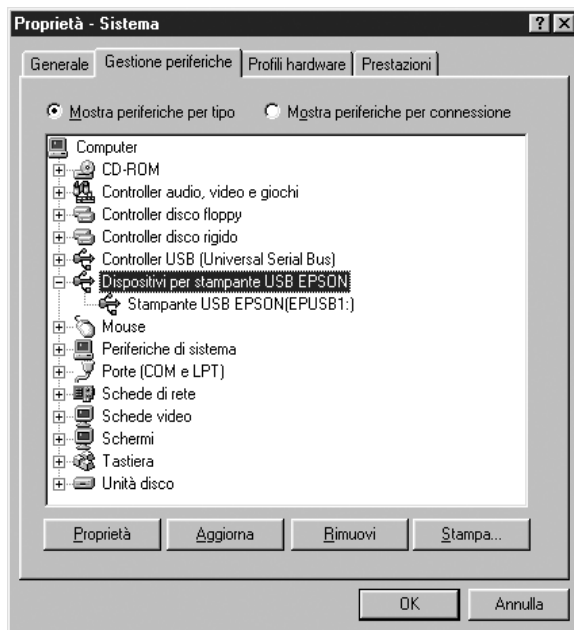 Proprietà - Sistema
Generale Gestione periferiche Profili hardware Prestazioni
Mostra periferiche per tipo Mostra periferiche per connessione
Computer
CD-ROM
Controller audio, video e giochi
Controller disco floppy
Controller disco rigido
Controller USB (Universal Serial Bus)
Dispositivi per stampante USB EPSON
Stampante USB EPSON(EPUSB1:)
Mouse
Periferiche di sistema
Porte (COM e LPT)
Schede di rete
Schede video
Schermi
Tastiera
Unità disco
Proprietà Aggiorna Rimuovi Stampa...
OK Annulla